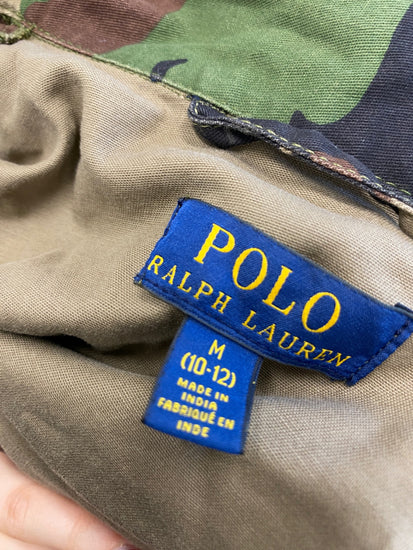 POLO
RALPH LAUREN
M
(10-12)
MADE IN
INDIA
FABRIQUÉ EN
INDE